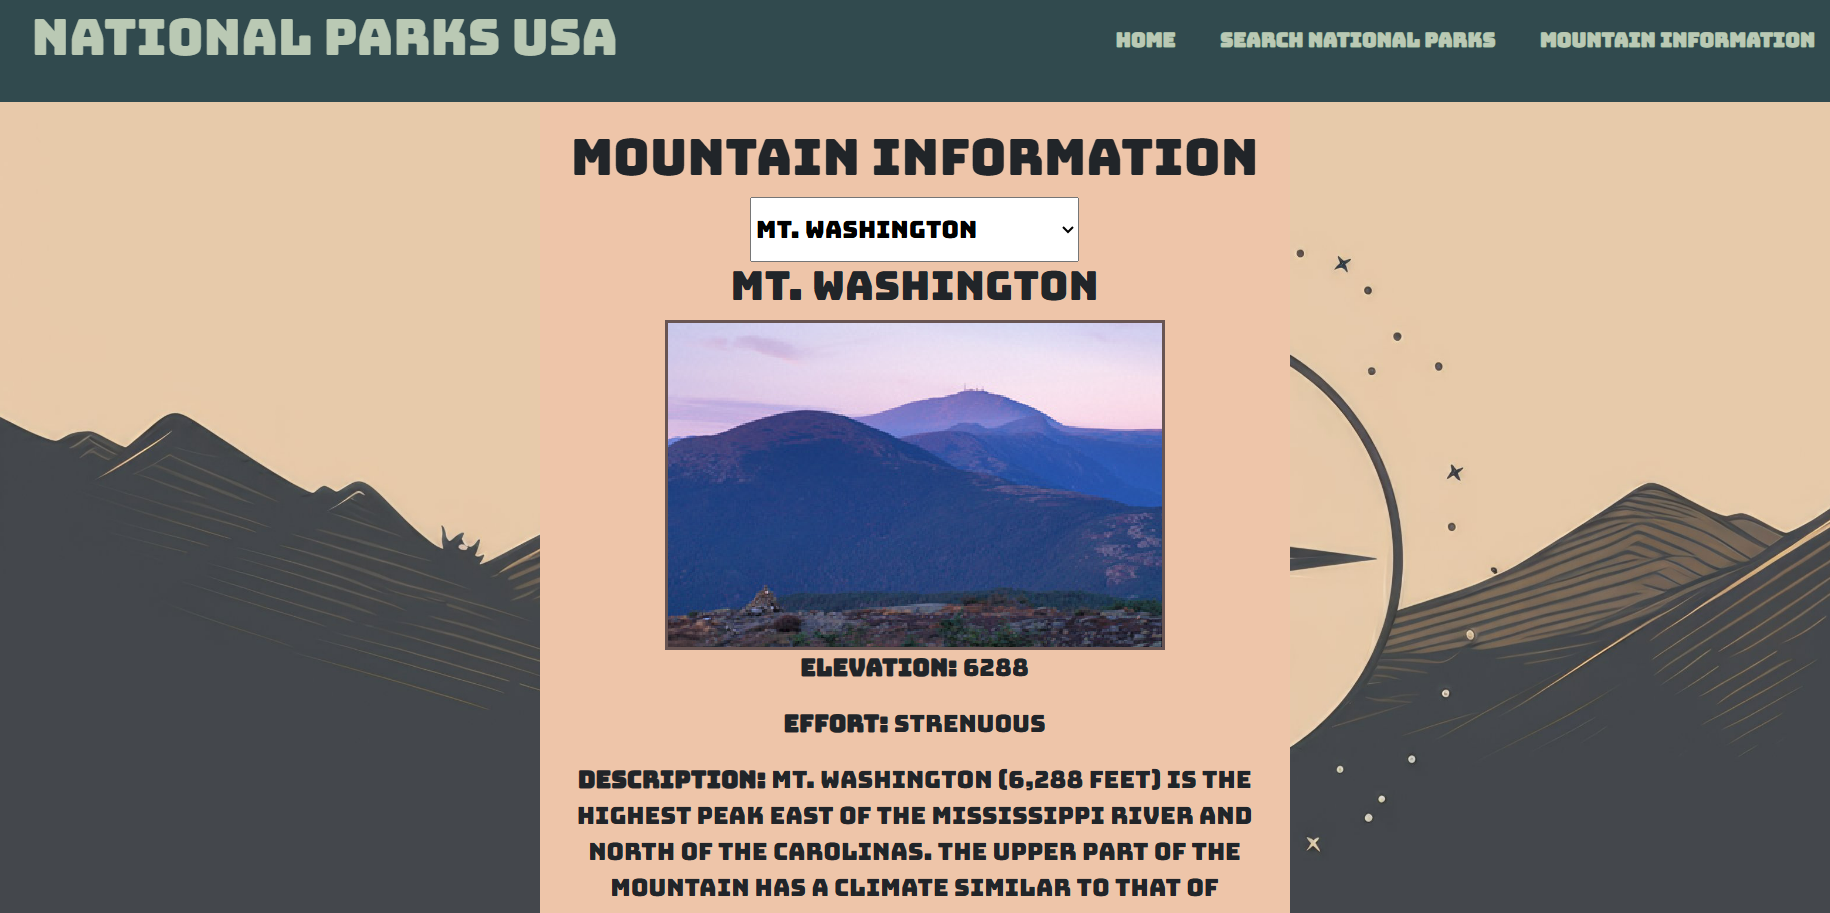 NATIONAL PARKS USA
HOME SEARCH NATIONAL PARKS MOUNTAIN INFORMATION
MOUNTAIN INFORMATION
MT. WASHINGTON
MT. WASHINGTON
ELEVATION: 6288
EFFORT: STRENUOUS
DESCRIPTION: MT. WASHINGTON (6,288 FEET) IS THE
HIGHEST PEAK EAST OF THE MISSISSIPPI RIVER AND
NORTH OF THE CAROLINAS. THE UPPER PART OF THE
MOUNTAIN HAS A CLIMATE SIMILAR TO THAT OF